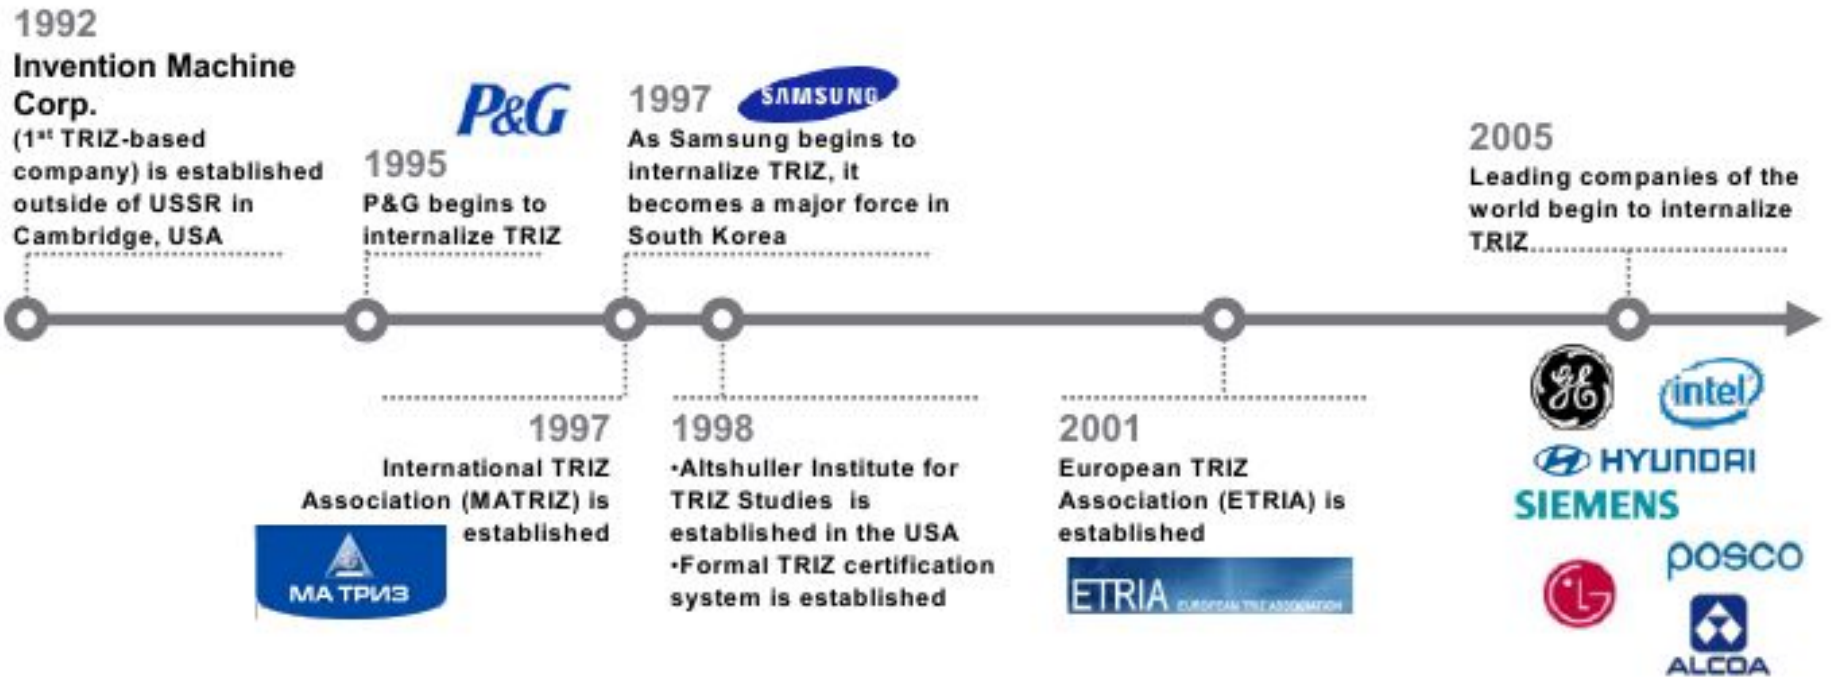 1992
Invention Machine
Corp.
(1st TRIZ-based
company) is established
outside of USSR in
Cambridge, USA
P&G
1995
P&G begins to
internalize TRIZ
1997
SAMSUNG
As Samsung begins to
internalize TRIZ, it
becomes a major force in
South Korea
2005
Leading companies of the
world begin to internalize
TRIZ
1997
International TRIZ
Association (MATRIZ) is
established
МА ТРИЗ
1998
•Altshuller Institute for
TRIZ Studies is
established in the USA
•Formal TRIZ certification
system is established
2001
European TRIZ
Association (ETRIA) is
established
ETRIA EUROPEAN TRIZ ASSOCIATION
GE
intel
HYUNDAI
SIEMENS
posco
LG
ALCOA